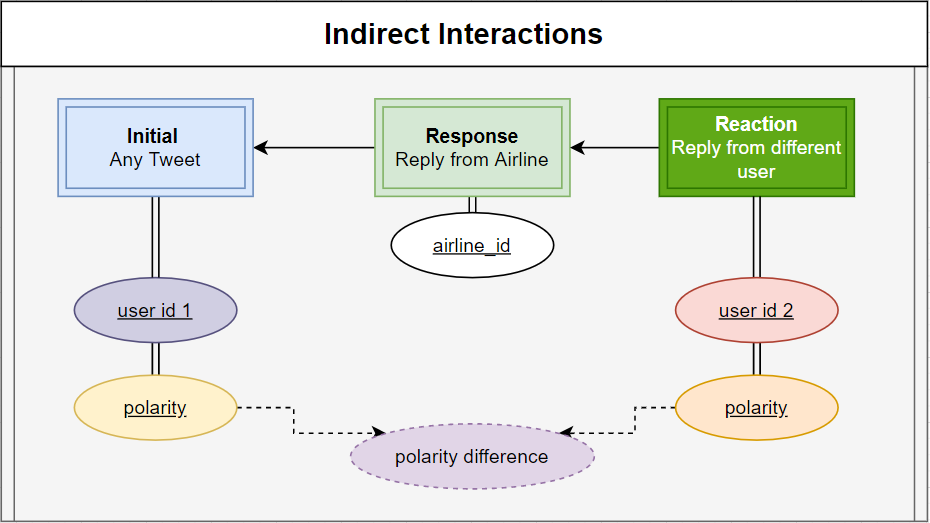 Indirect Interactions
Initial
Any Tweet
Response
Reply from Airline
Reaction
Reply from different
user
airline_id
user id 1
user id 2
polarity
polarity
polarity difference